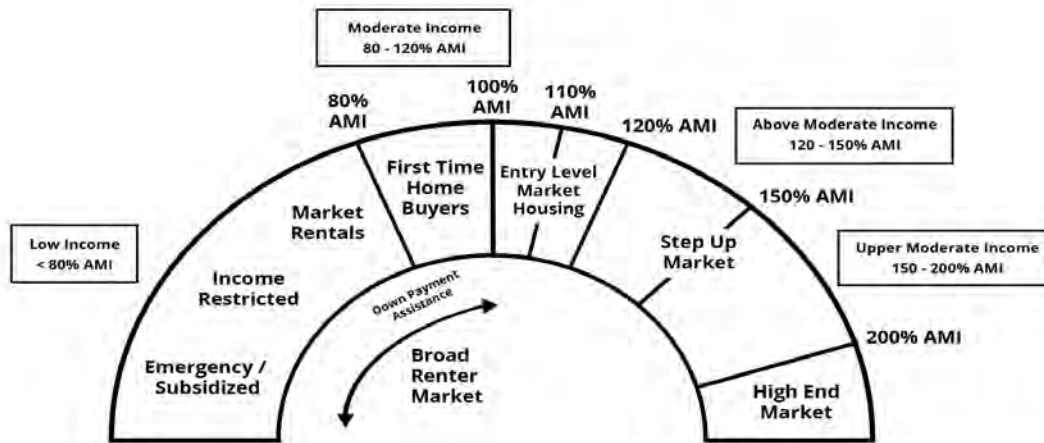 Moderate Income
80 - 120% AMI
100%
AMI
110%
AMI
80%
AMI
120% AMI
Above Moderate Income
120 - 150% AMI
First Time
Home
Buyers
Entry Level
Market
Housing
150% AMI
Market
Rentals
Low Income
< 80% AMI
Step Up
Market
Upper Moderate Income
150 - 200% AMI
Income
Restricted
Down Payment
Assistance
200% AMI
Emergency /
Subsidized
Broad
Renter
Market
High End
Market